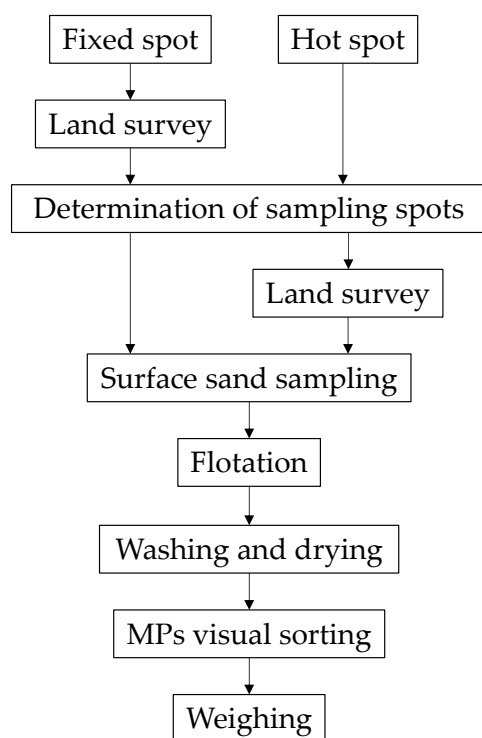 Fixed spot
Hot spot
Land survey
Determination of sampling spots
Land survey
Surface sand sampling
Flotation
Washing and drying
MPs visual sorting
Weighing